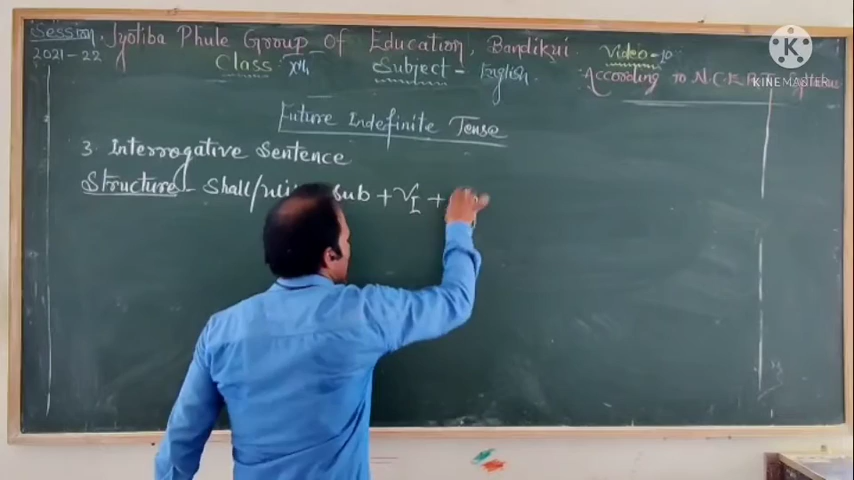 Session. Jyotiba Phule Group of Education, Bandikui. Video-10
2021-22 Class Xth Subject - English. According to N.C.E.R.T.
KINEMASTER
Future Indefinite Tense
3. Interrogative Sentence
Structure - Shall/ sub + V1 +